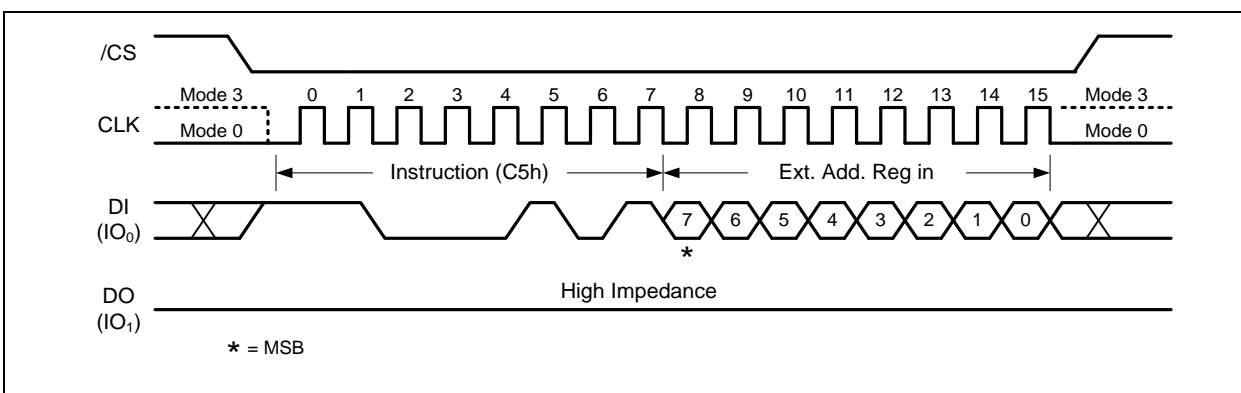 /CS
Mode 3 0 1 2 3 4 5 6 7 8 9 10 11 12 13 14 15 Mode 3
CLK
Mode 0 Mode 0
Instruction (C5h) Ext. Add. Reg in
DI
(IO₀)
7 6 5 4 3 2 1 0
*
High Impedance
DO
(IO₁)
* = MSB